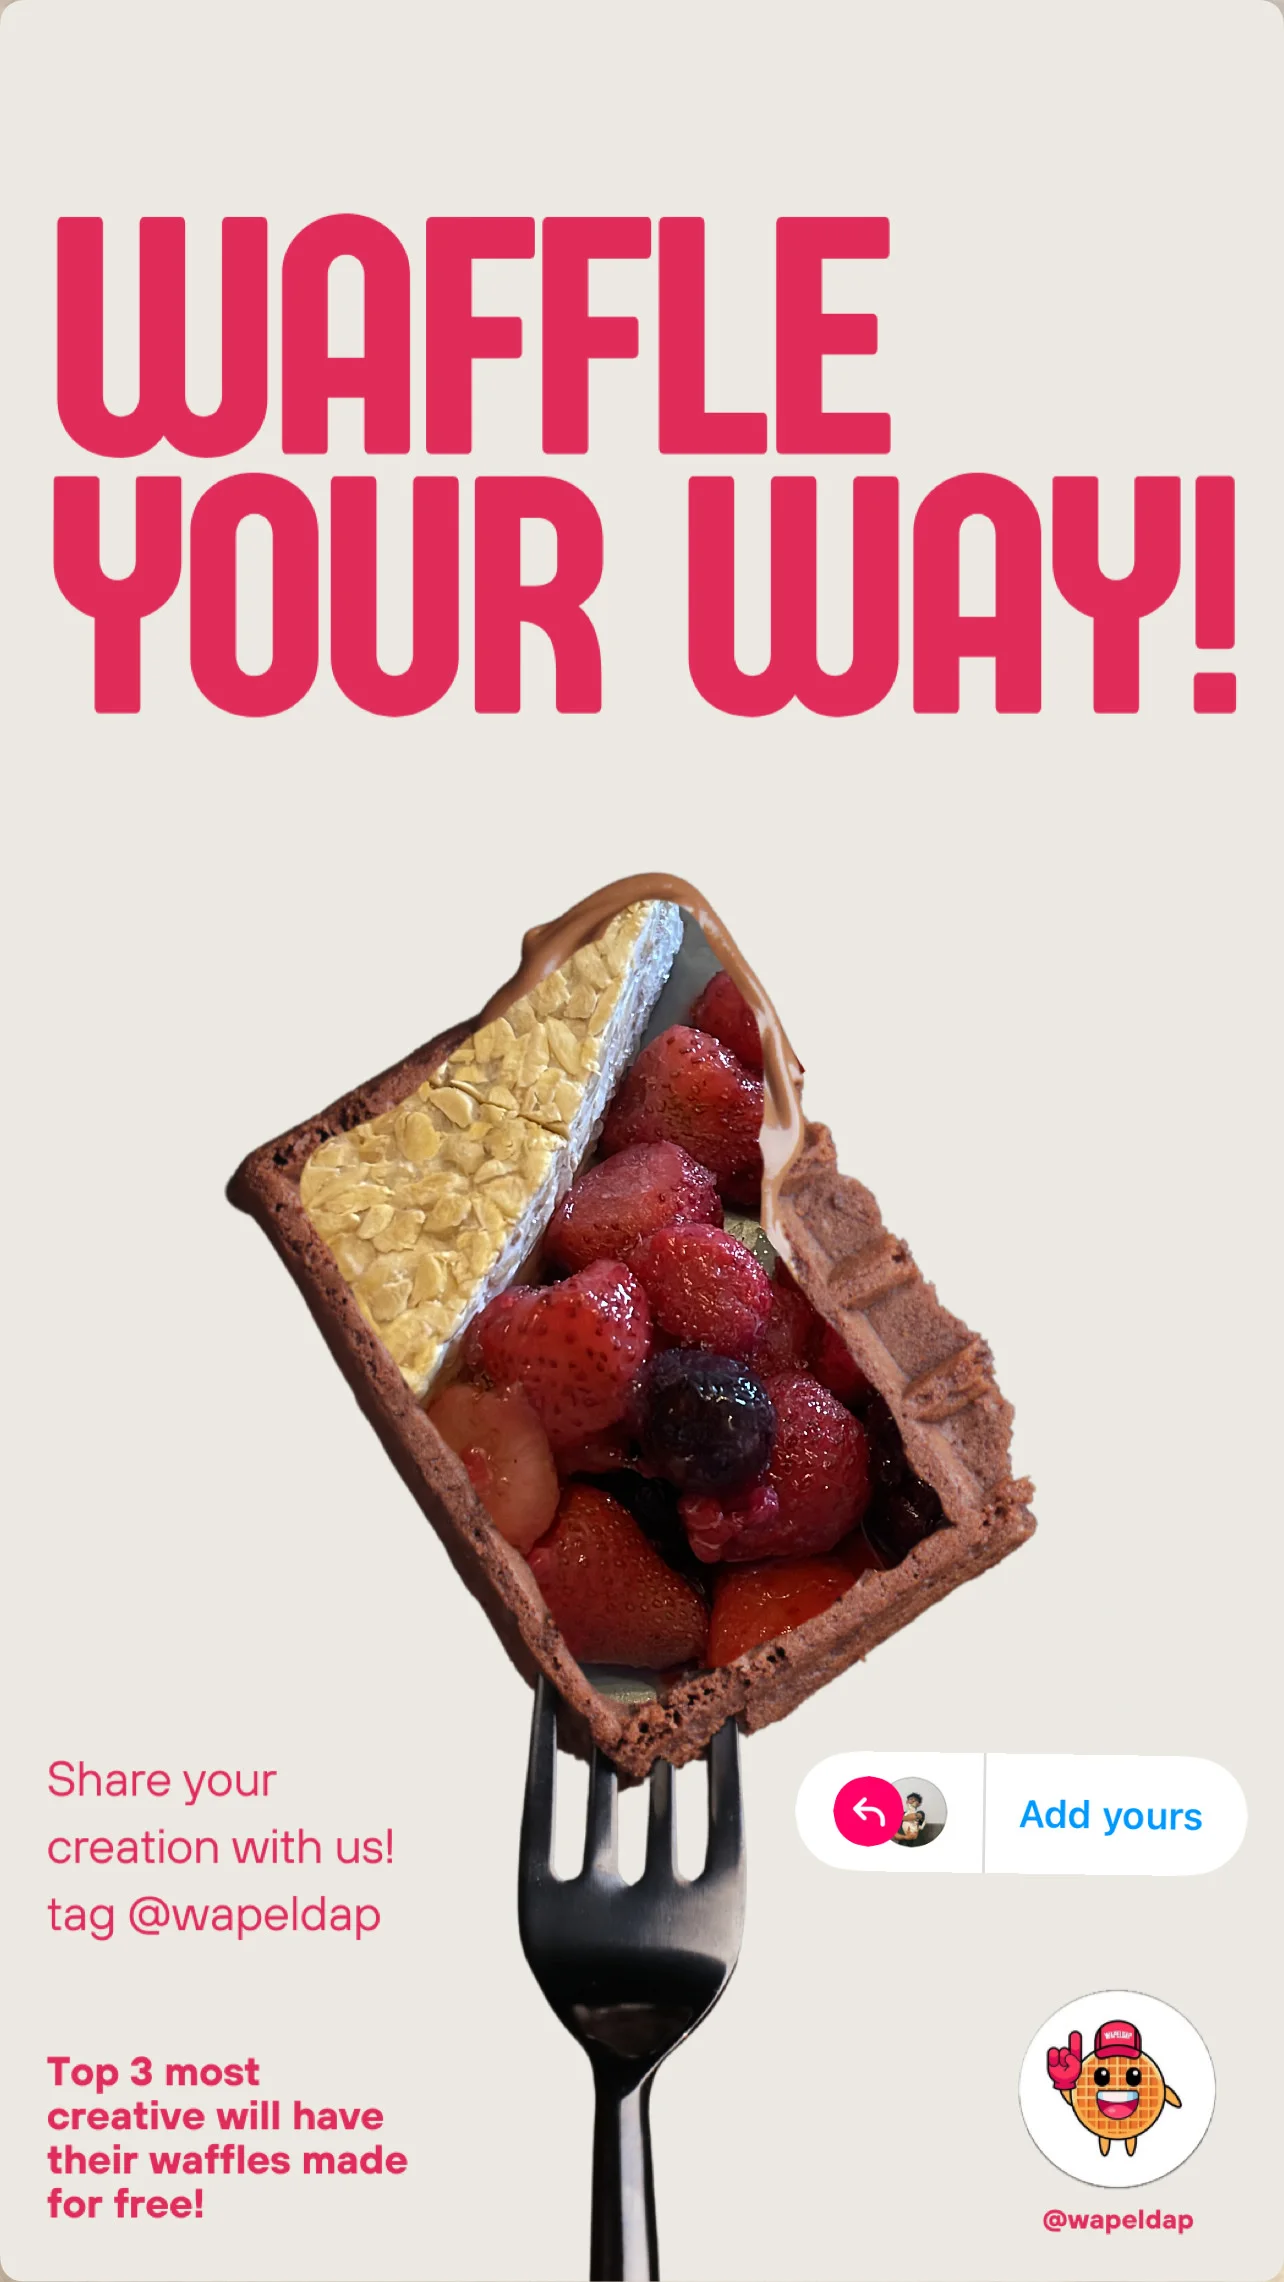 WAFFLE
YOUR WAY!
Share your
creation with us!
tag @wapeldap
Add yours
Top 3 most
creative will have
their waffles made
for free!
WAPELDAP
@wapeldap